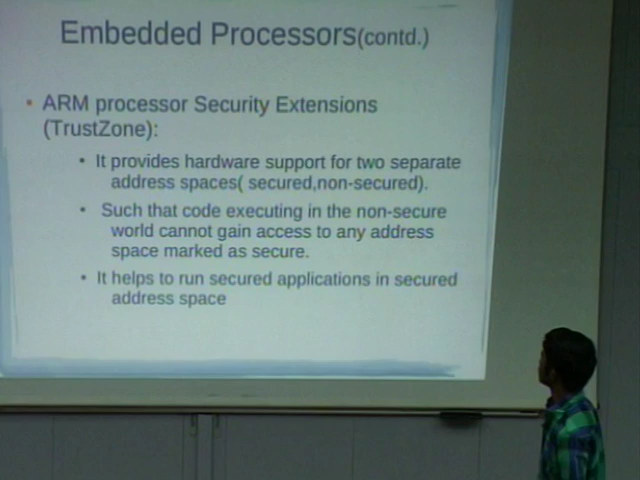 Embedded Processors(contd.)
• ARM processor Security Extensions
(TrustZone):
• It provides hardware support for two separate
address spaces( secured,non-secured).
• Such that code executing in the non-secure
world cannot gain access to any address
space marked as secure.
• It helps to run secured applications in secured
address space